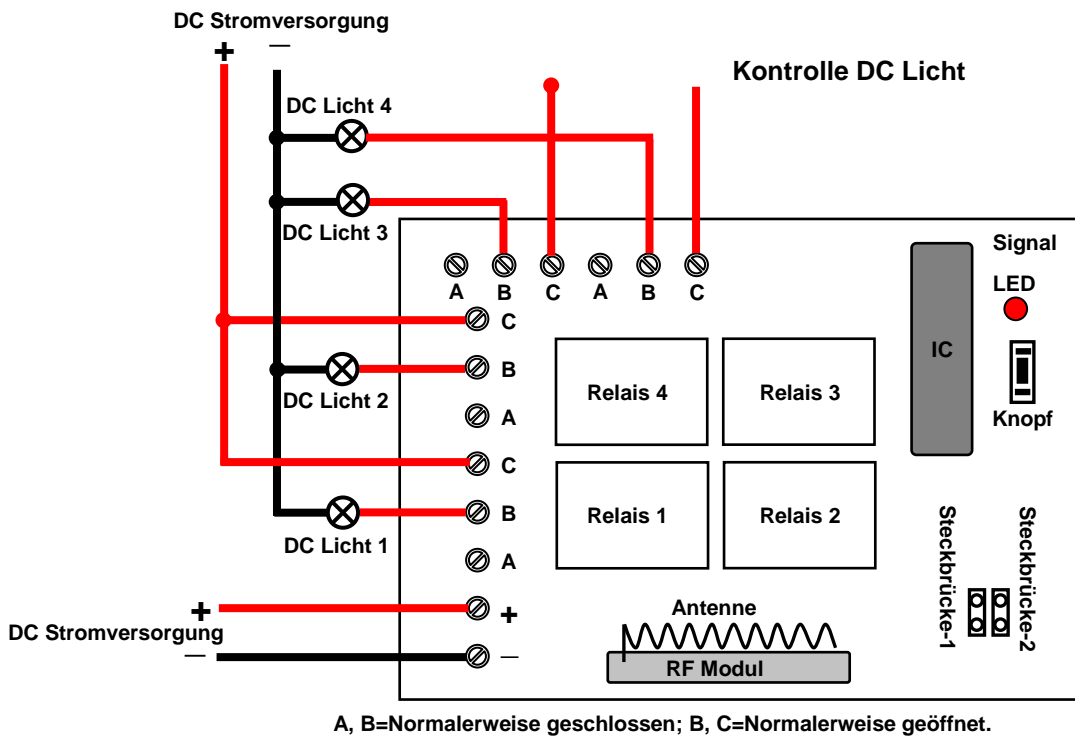 DC Stromversorgung
+ —
Kontrolle DC Licht
DC Licht 4
DC Licht 3
Signal
LED
A B C A B C
C
IC
B
Relais 4 Relais 3
DC Licht 2
A
Knopf
C
B
Relais 1 Relais 2
DC Licht 1
A
Steckbrücke-1
Steckbrücke-2
+ +
Antenne
DC Stromversorgung
— —
RF Modul
A, B=Normalerweise geschlossen; B, C=Normalerweise geöffnet.